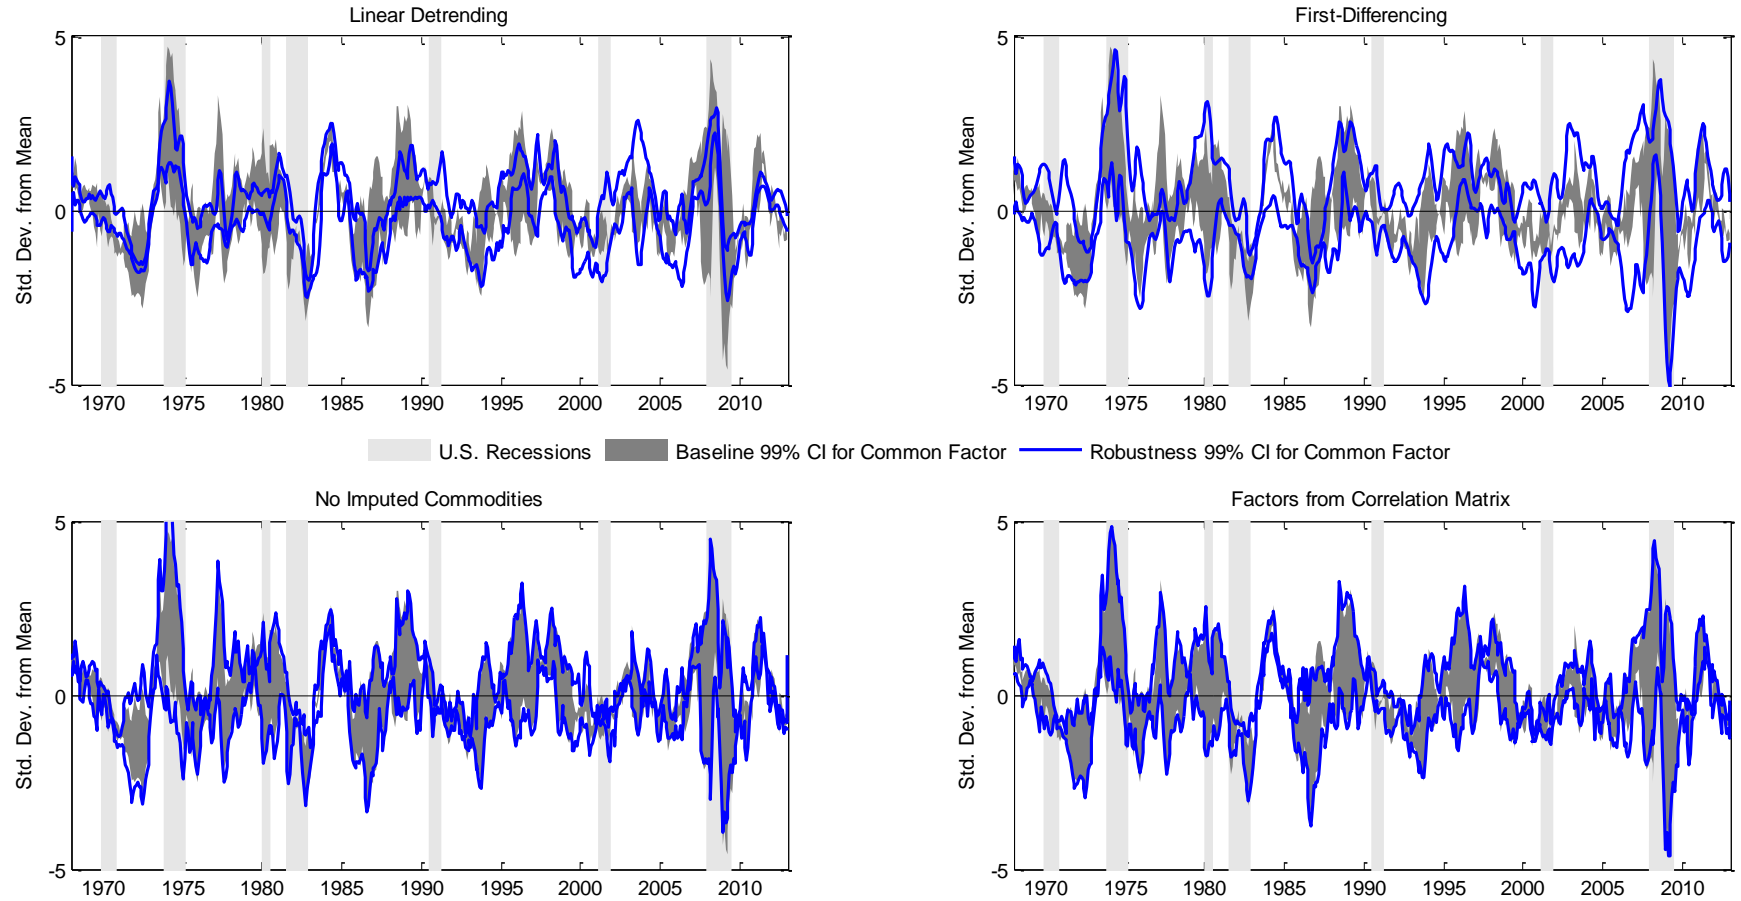 Linear Detrending
First-Differencing
Std. Dev. from Mean
5
0
-5
1970 1975 1980 1985 1990 1995 2000 2005 2010
Std. Dev. from Mean
5
0
-5
1970 1975 1980 1985 1990 1995 2000 2005 2010
U.S. Recessions Baseline 99% CI for Common Factor Robustness 99% CI for Common Factor
No Imputed Commodities
Factors from Correlation Matrix
Std. Dev. from Mean
5
0
-5
1970 1975 1980 1985 1990 1995 2000 2005 2010
Std. Dev. from Mean
5
0
-5
1970 1975 1980 1985 1990 1995 2000 2005 2010